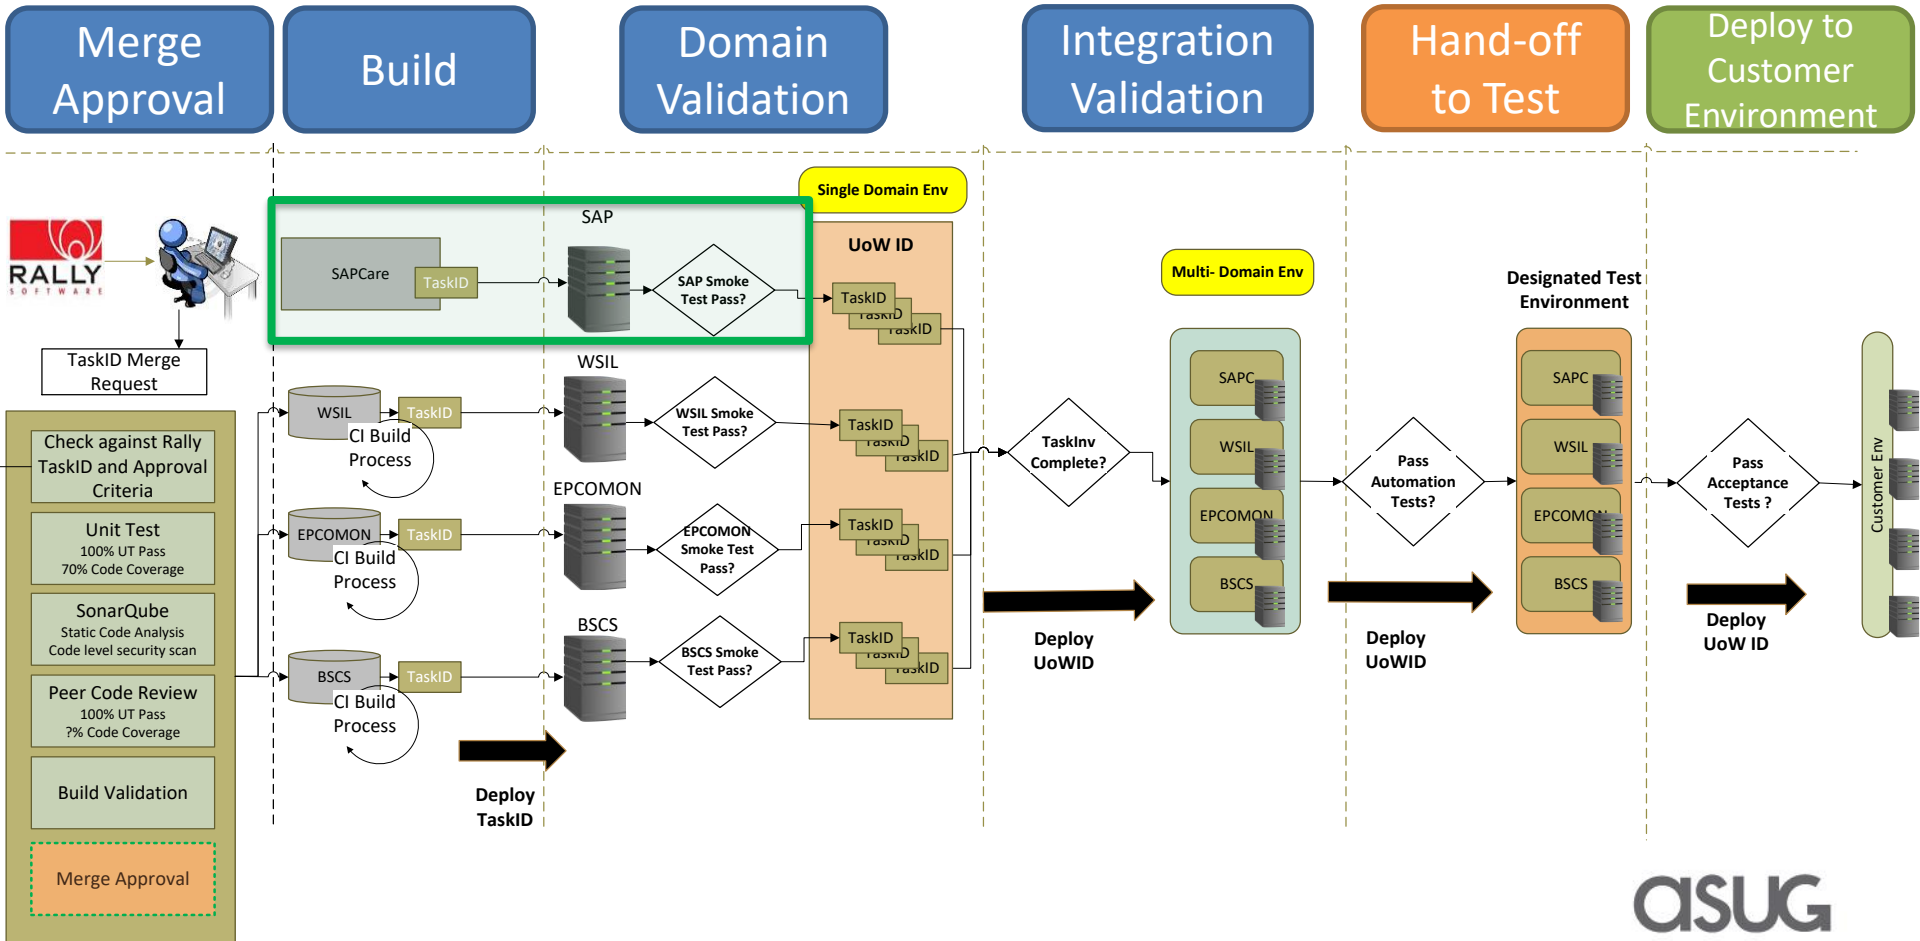 Merge
Approval
Build
Domain
Validation
Integration
Validation
Hand-off
to Test
Deploy to
Customer
Environment
RALLY
SOFTWARE
TaskID Merge
Request
Check against Rally
TaskID and Approval
Criteria
Unit Test
100% UT Pass
70% Code Coverage
SonarQube
Static Code Analysis
Code level security scan
Peer Code Review
100% UT Pass
?% Code Coverage
Build Validation
Merge Approval
SAPCare
TaskID
SAP
SAP Smoke
Test Pass?
WSIL
TaskID
CI Build
Process
WSIL
WSIL Smoke
Test Pass?
EPCOMON
TaskID
CI Build
Process
EPCOMON
EPCOMON
Smoke Test
Pass?
BSCS
TaskID
CI Build
Process
BSCS
BSCS Smoke
Test Pass?
Deploy
TaskID
Single Domain Env
UoW ID
TaskID
TaskID
TaskID
TaskID
TaskID
TaskID
TaskID
TaskID
TaskID
TaskID
TaskID
TaskID
TaskInv
Complete?
Deploy
UoWID
Multi- Domain Env
SAPC
WSIL
EPCOMON
BSCS
Pass
Automation
Tests?
Deploy
UoWID
Designated Test
Environment
SAPC
WSIL
EPCOMON
BSCS
Pass
Acceptance
Tests ?
Deploy
UoW ID
Customer Env
asug